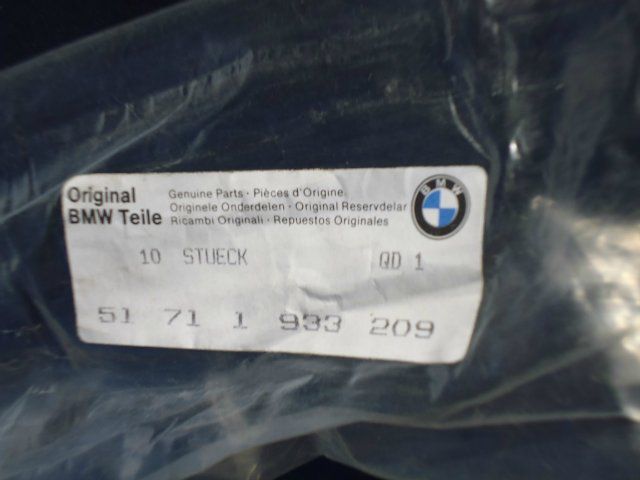 Original
BMW Teile
Genuine Parts · Pièces d'Origine
Originele Onderdelen · Original Reservdelar
Ricambi Originali · Repuestos Originales
BMW
10 STUECK QD 1
51 71 1 933 209